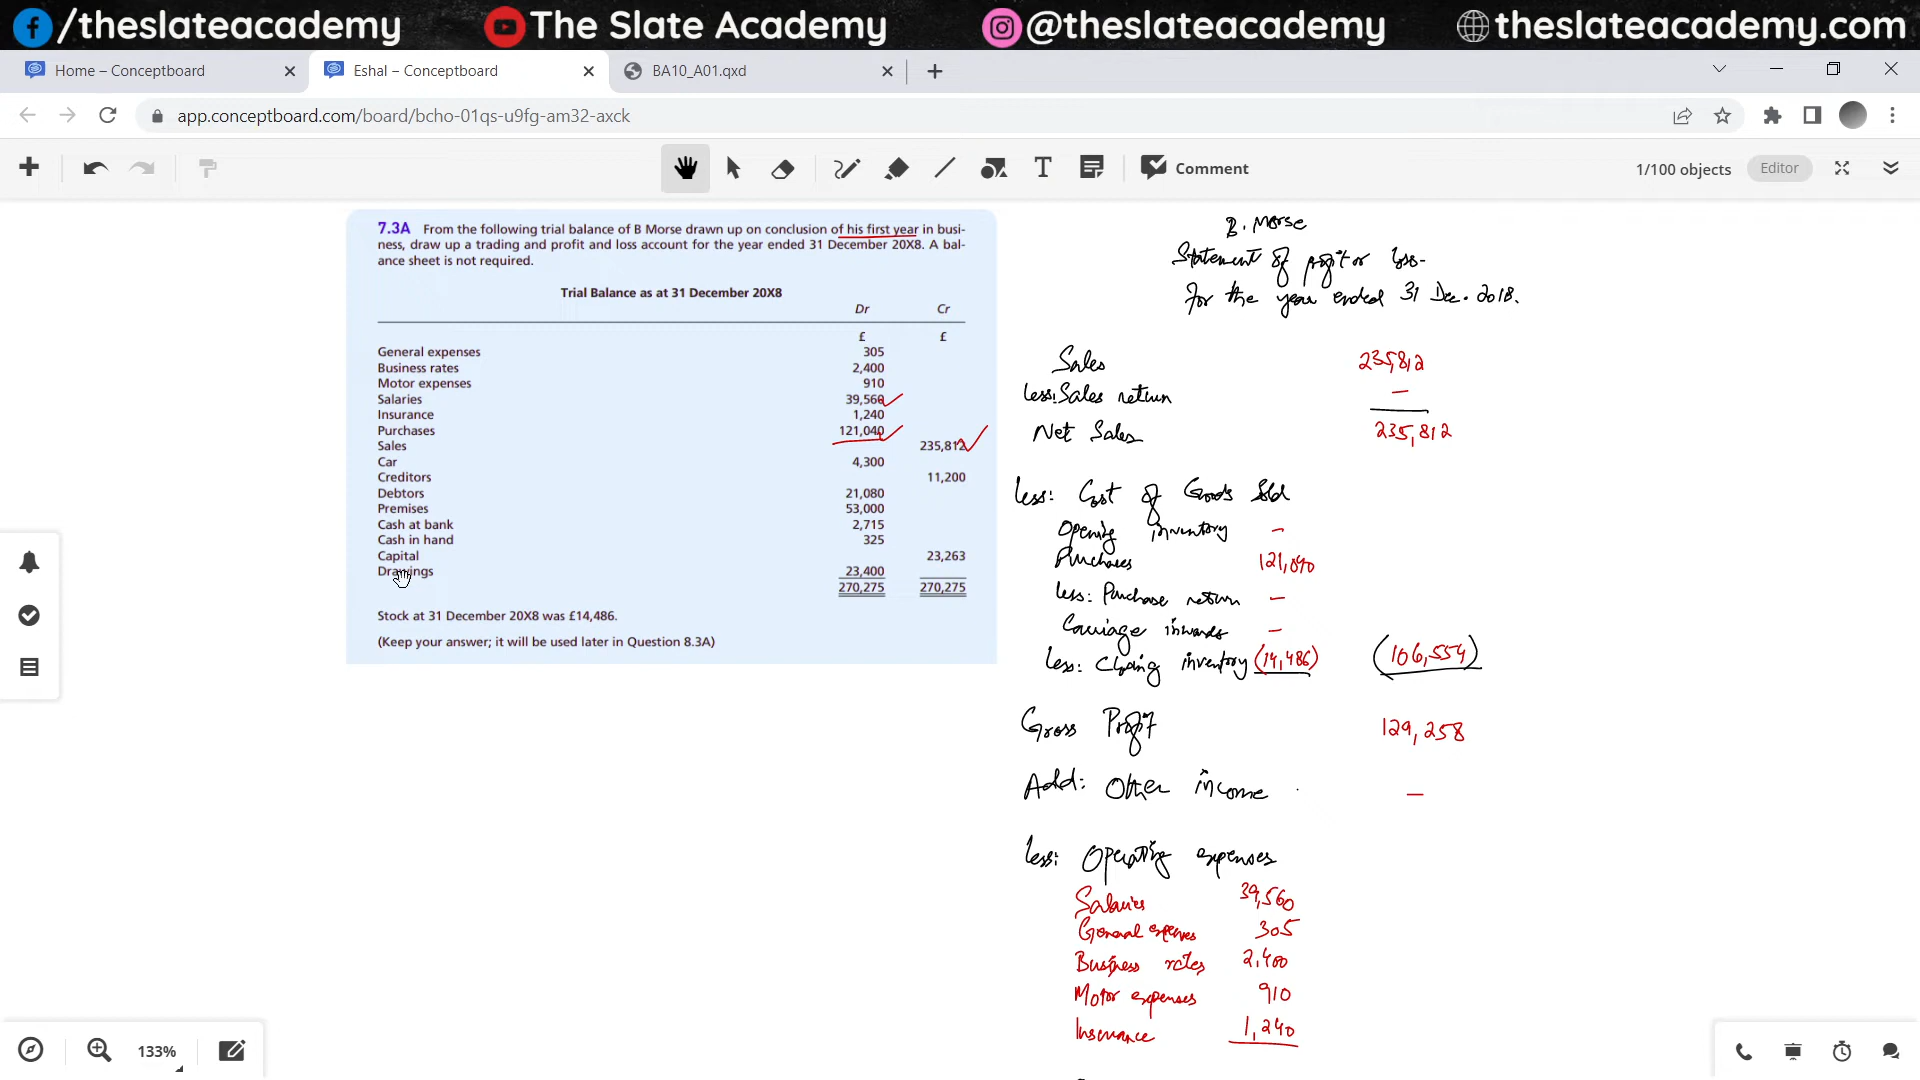 /theslateacademy The Slate Academy @theslateacademy theslateacademy.com
Home – Conceptboard Eshal – Conceptboard BA10_A01.qxd
app.conceptboard.com/board/bcho-01qs-u9fg-am32-axck
Comment 1/100 objects Editor
7.3A From the following trial balance of B Morse drawn up on conclusion of his first year in busi-
ness, draw up a trading and profit and loss account for the year ended 31 December 20X8. A bal-
ance sheet is not required.
Trial Balance as at 31 December 20X8
Dr Cr
£ £
General expenses 305
Business rates 2,400
Motor expenses 910
Salaries 39,560
Insurance 1,240
Purchases 121,040
Sales 235,812
Car 4,300
Creditors 11,200
Debtors 21,080
Premises 53,000
Cash at bank 2,715
Cash in hand 325
Capital 23,263
Drawings 23,400
270,275 270,275
Stock at 31 December 20X8 was £14,486.
(Keep your answer; it will be used later in Question 8.3A)
B. Morse
Statement of profit or loss
For the year ended 31 Dec. 2018.
Sales 235,812
less: Sales return –
Net Sales 235,812
less: Cost of Goods Sold
Opening inventory –
Purchases 121,040
less: Purchase return –
Carriage inwards –
less: Closing inventory (14,486) (106,554)
Gross Profit 129,258
Add: Other income –
less: Operating expenses
Salaries 39,560
General expenses 305
Business rates 2,400
Motor expenses 910
Insurance 1,240
133%